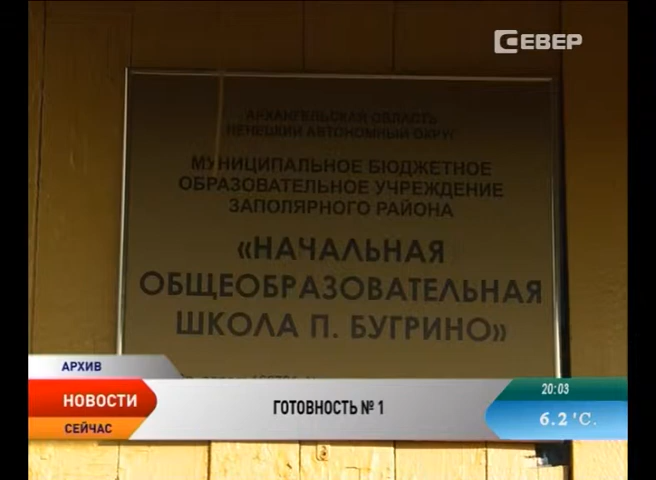 СЕВЕР
АРХАНГЕЛЬСКАЯ ОБЛАСТЬ
НЕНЕЦКИЙ АВТОНОМНЫЙ ОКРУГ
МУНИЦИПАЛЬНОЕ БЮДЖЕТНОЕ
ОБРАЗОВАТЕЛЬНОЕ УЧРЕЖДЕНИЕ
ЗАПОЛЯРНОГО РАЙОНА
«НАЧАЛЬНАЯ
ОБЩЕОБРАЗОВАТЕЛЬНАЯ
ШКОЛА П. БУГРИНО»
АРХИВ
НОВОСТИ
СЕЙЧАС
ГОТОВНОСТЬ № 1
20:03
6.2 'C.